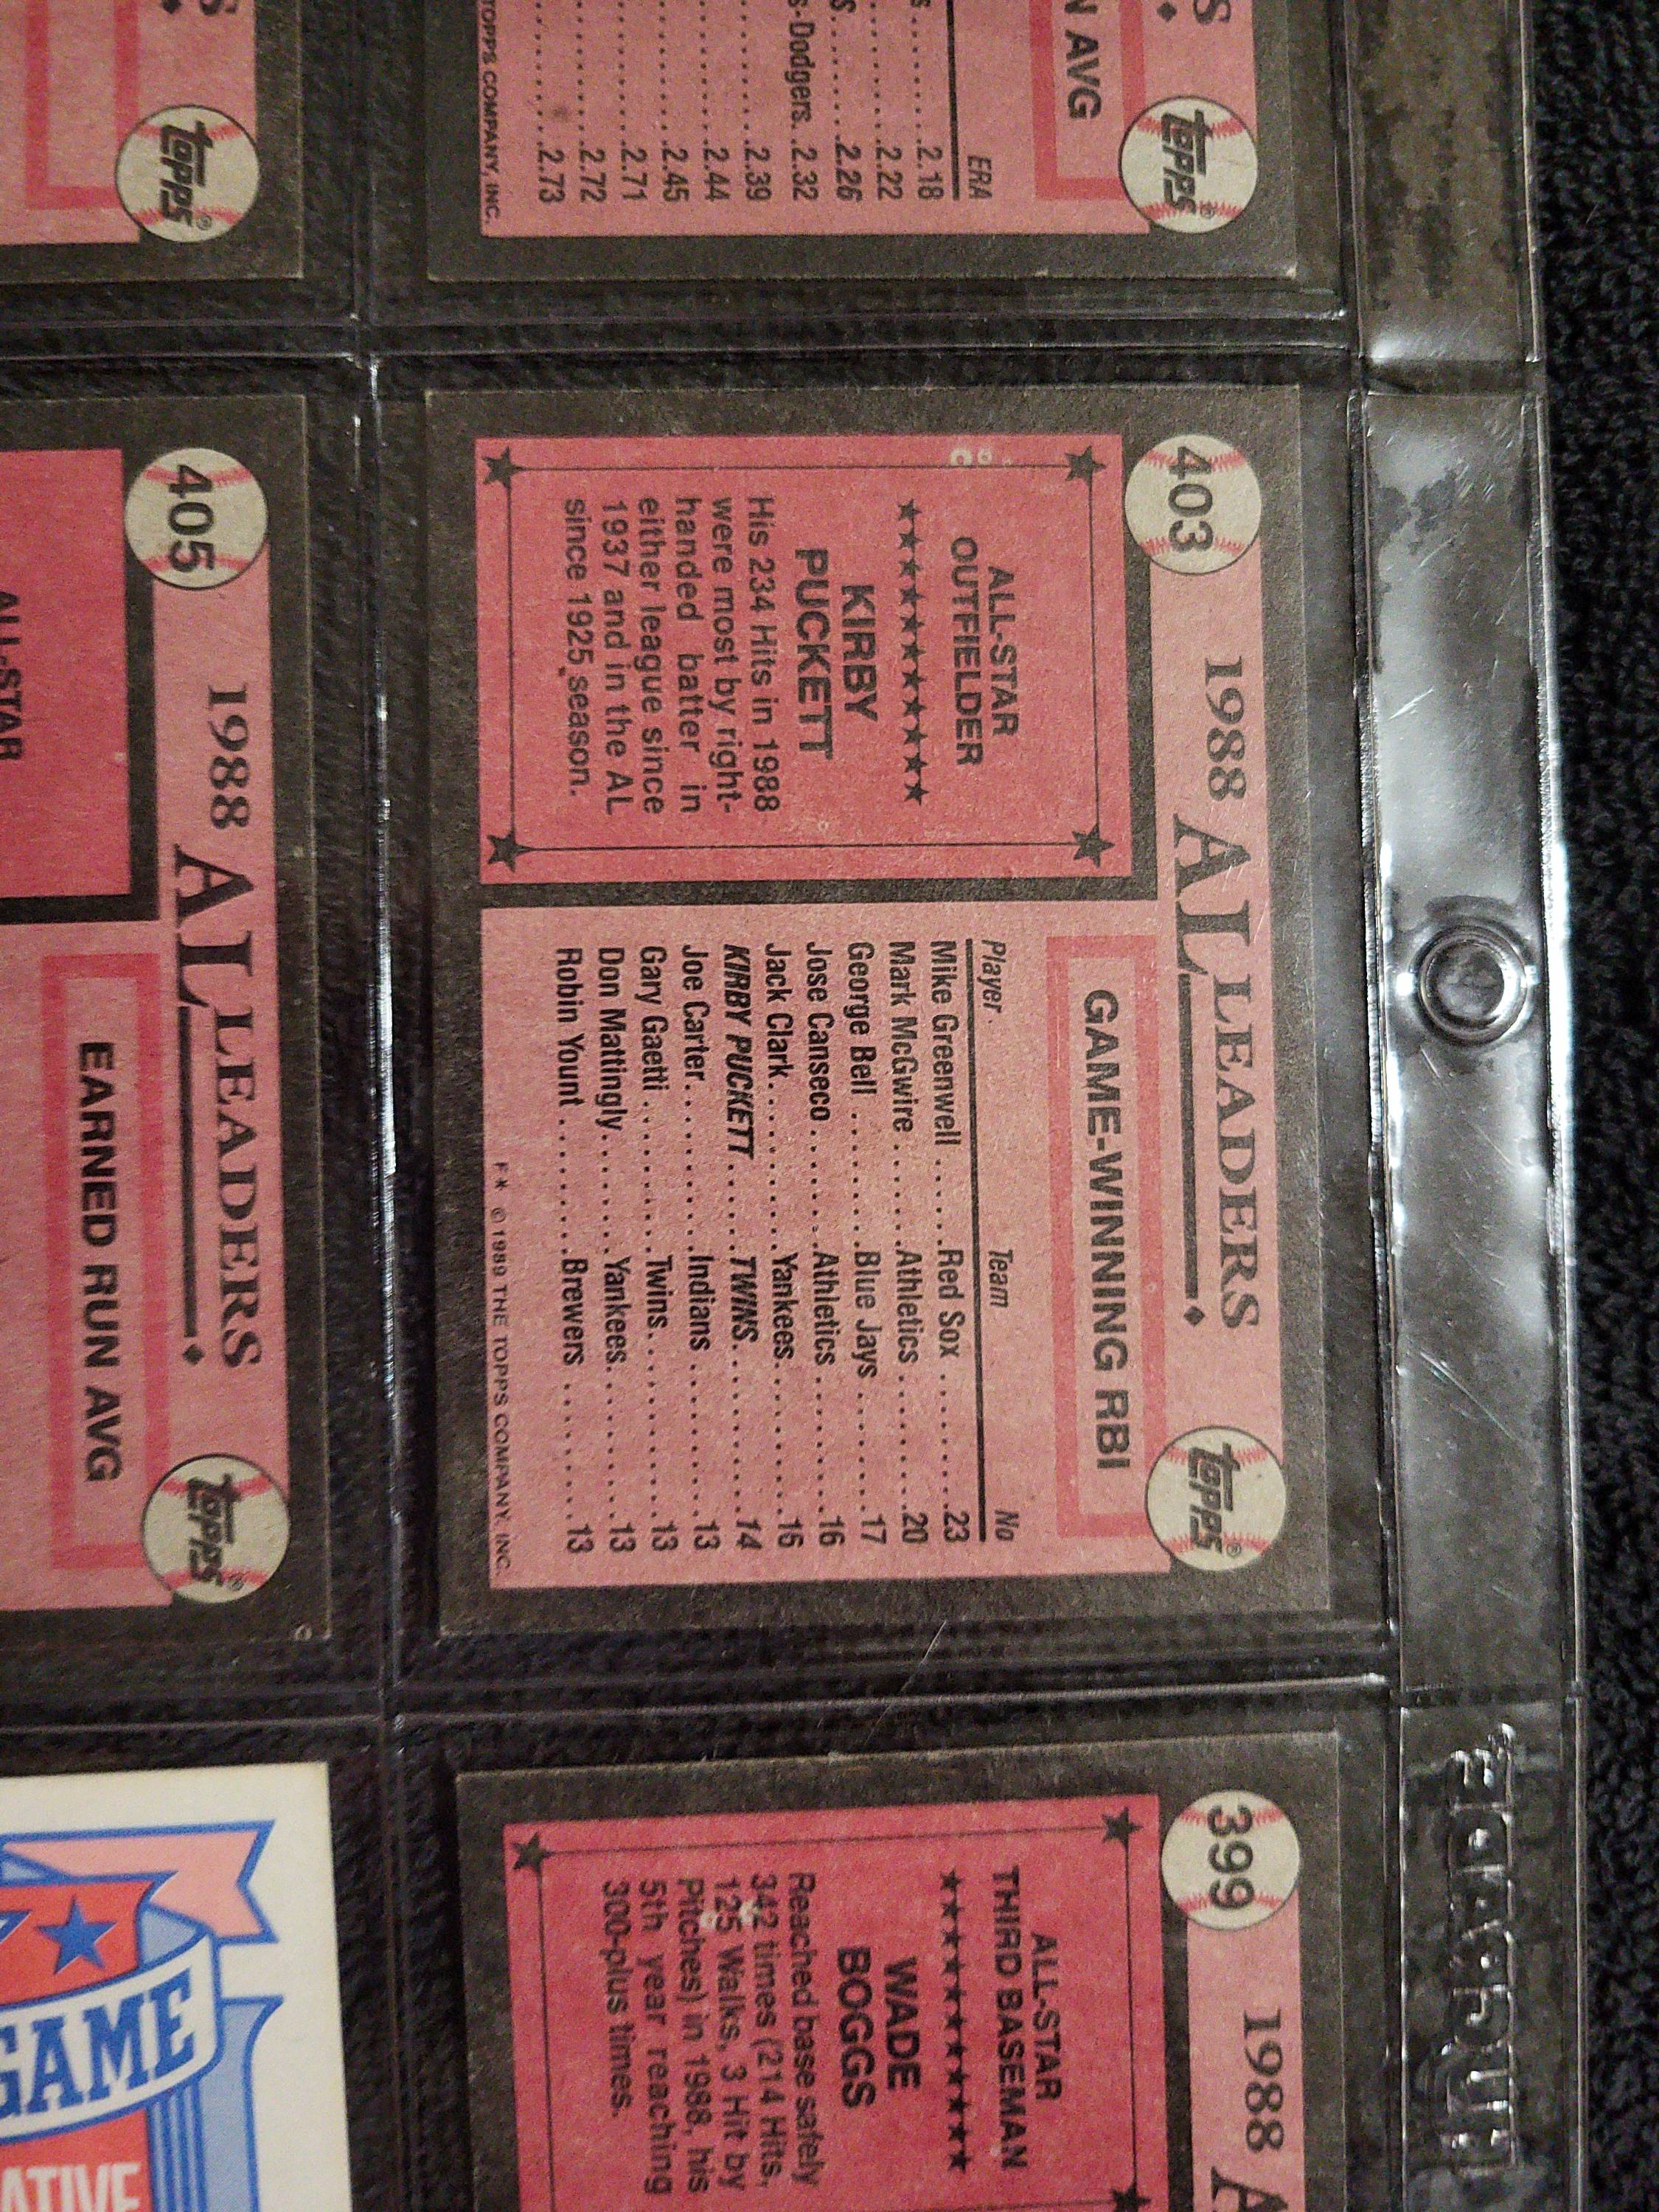 S
N AVG
topps®
ERA
S........2.18
........2.22
S........2.26
s-Dodgers..2.32
........2.39
........2.44
........2.45
........2.71
........2.72
........2.73
TOPPS COMPANY, INC.
topps®
403
1988 AL LEADERS
topps®
ALL-STAR
OUTFIELDER
KIRBY
PUCKETT
His 234 Hits in 1988
were most by right-
handed batter in
either league since
1937 and in the AL
since 1925 season.
GAME-WINNING RBI
Player Team No
Mike Greenwell ......Red Sox .........23
Mark McGwire .......Athletics.........20
George Bell .........Blue Jays.........17
Jose Canseco........Athletics.........16
Jack Clark...........Yankees..........16
KIRBY PUCKETT......TWINS...........14
Joe Carter...........Indians ..........13
Gary Gaetti..........Twins............13
Don Mattingly........Yankees..........13
Robin Yount .........Brewers ..........13
F* © 1989 THE TOPPS COMPANY, INC.
405
1988 AL LEADERS
topps®
ALL-STAR
EARNED RUN AVG
399
1988 A
ALL-STAR
THIRD BASEMAN
WADE
BOGGS
Reached base safely
342 times (214 Hits,
125 Walks, 3 Hit by
Pitches) in 1988, his
5th year reaching
300-plus times.
GAME
ATIVE